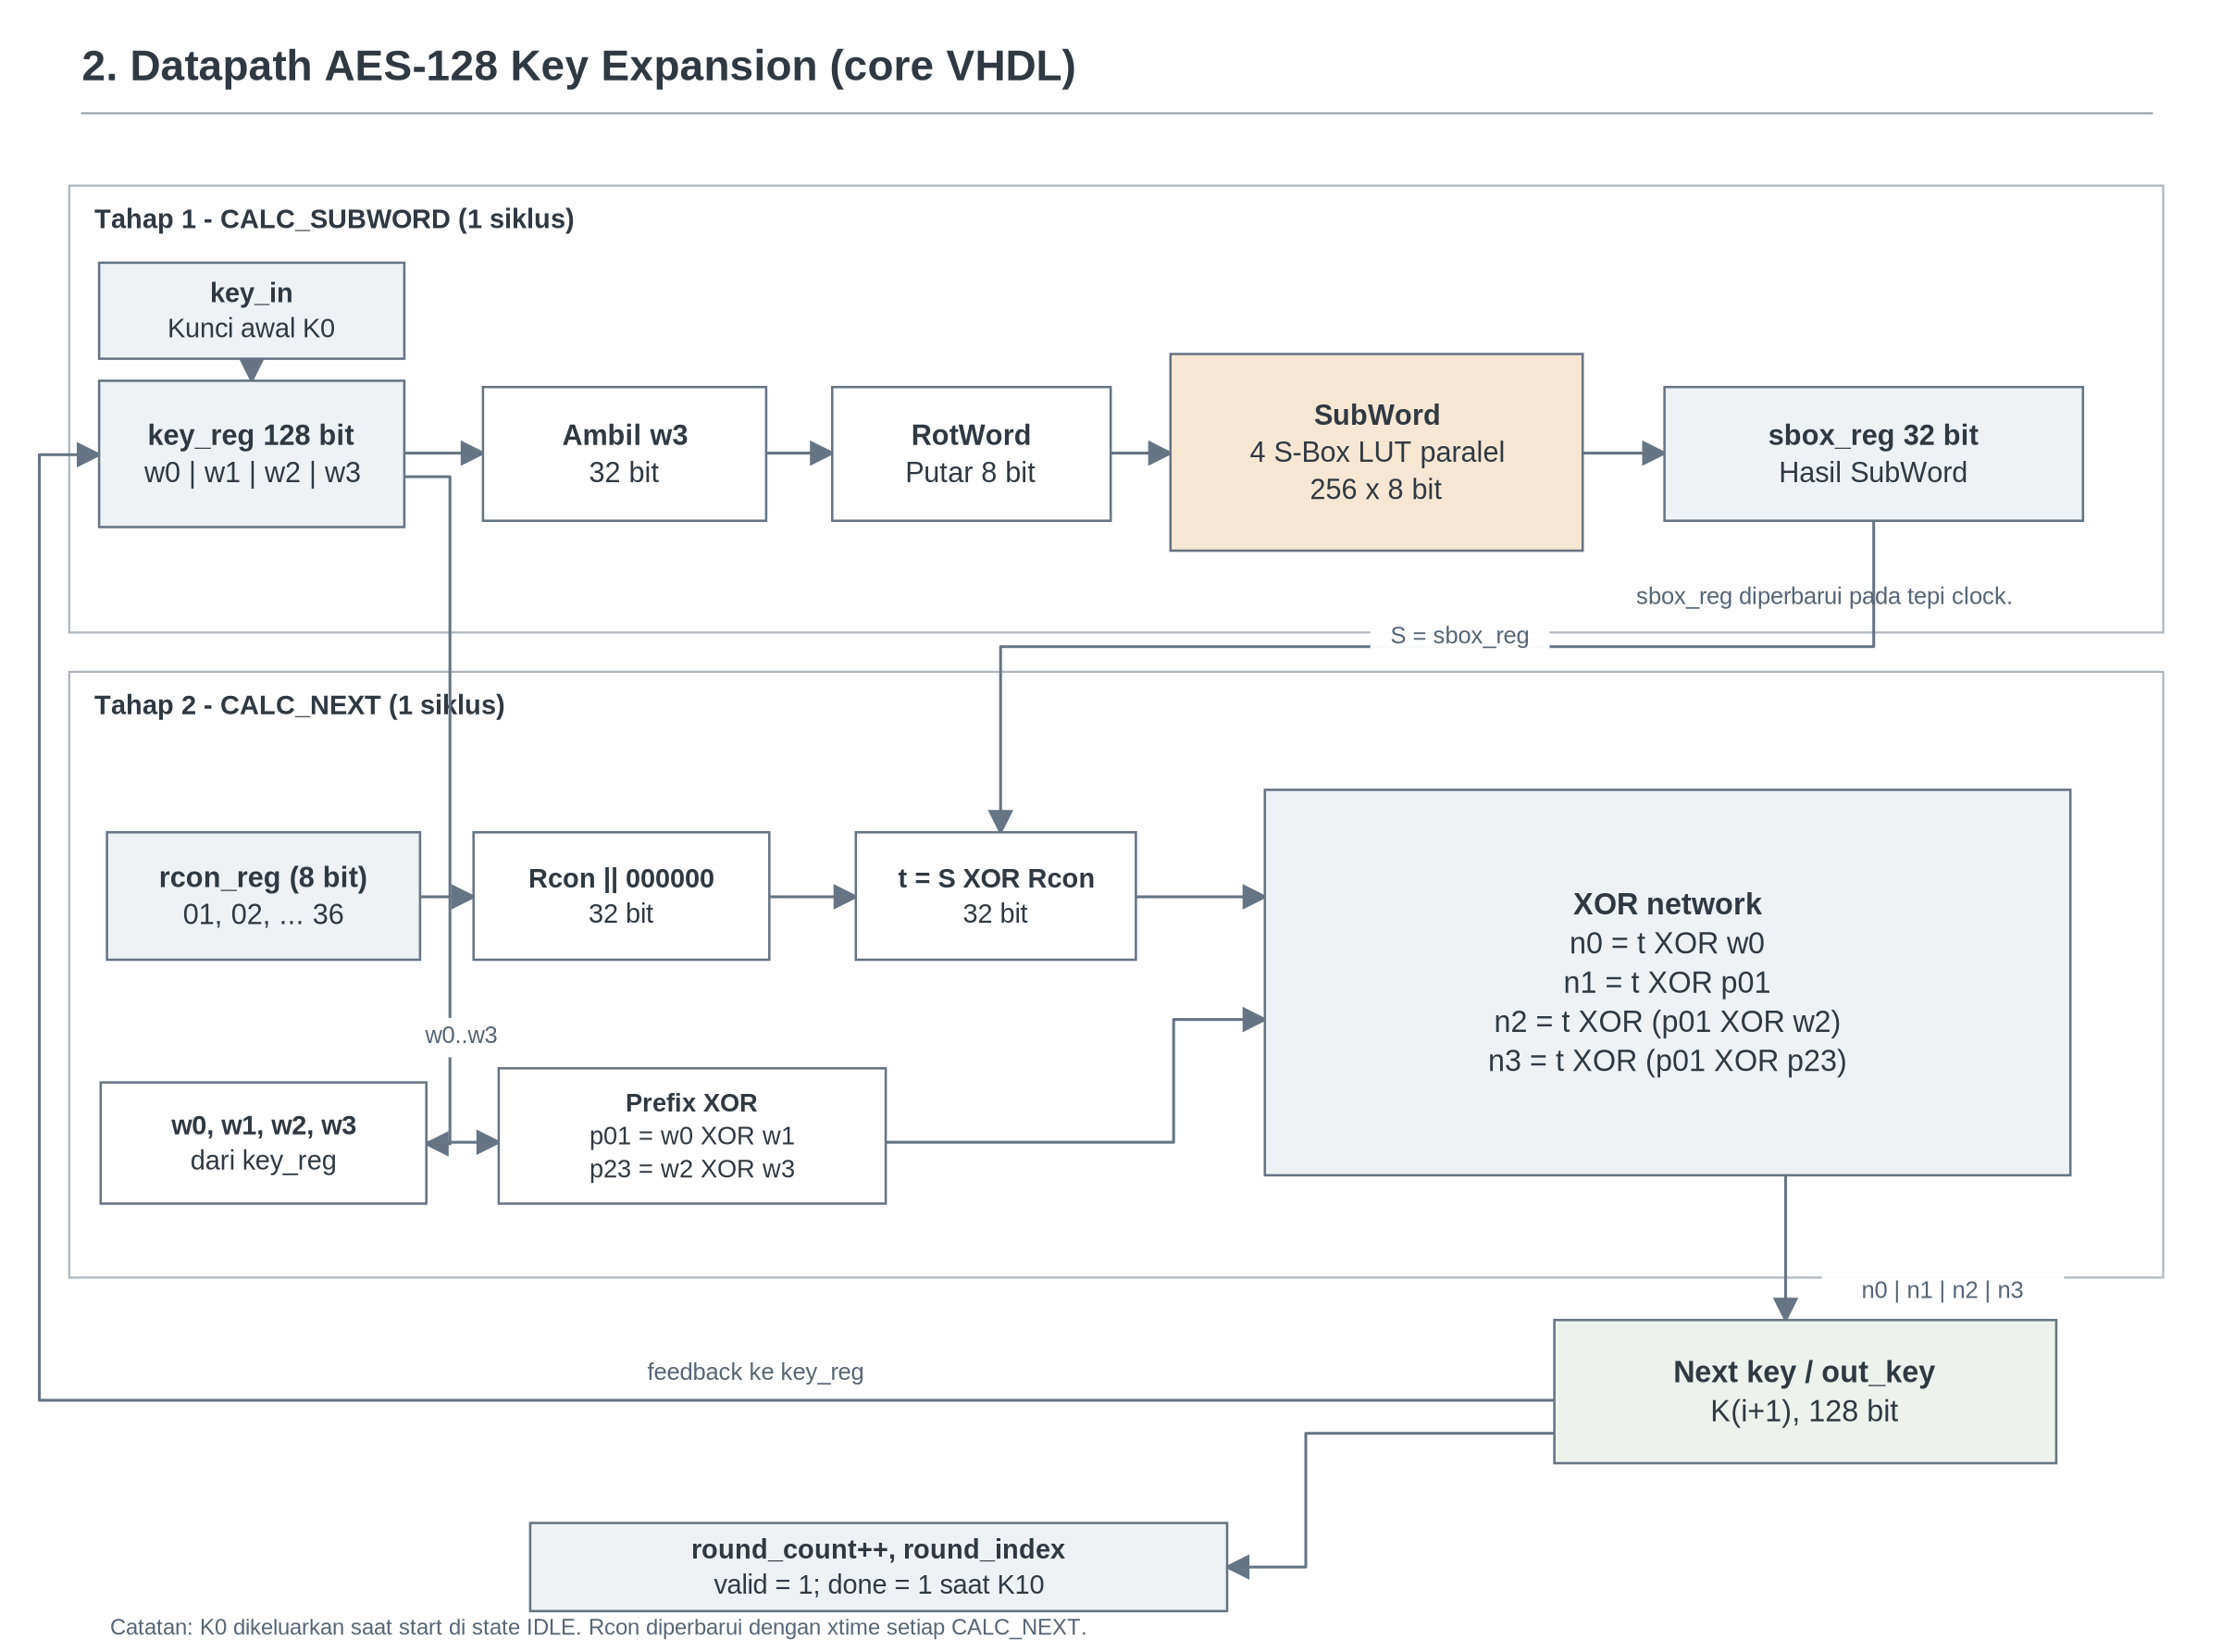 2. Datapath AES-128 Key Expansion (core VHDL)
Tahap 1 - CALC_SUBWORD (1 siklus)
key_in
Kunci awal K0
key_reg 128 bit
w0 | w1 | w2 | w3
Ambil w3
32 bit
RotWord
Putar 8 bit
SubWord
4 S-Box LUT paralel
256 x 8 bit
sbox_reg 32 bit
Hasil SubWord
sbox_reg diperbarui pada tepi clock.
S = sbox_reg
Tahap 2 - CALC_NEXT (1 siklus)
rcon_reg (8 bit)
01, 02, ... 36
Rcon || 000000
32 bit
t = S XOR Rcon
32 bit
XOR network
n0 = t XOR w0
n1 = t XOR p01
n2 = t XOR (p01 XOR w2)
n3 = t XOR (p01 XOR p23)
w0..w3
w0, w1, w2, w3
dari key_reg
Prefix XOR
p01 = w0 XOR w1
p23 = w2 XOR w3
n0 | n1 | n2 | n3
feedback ke key_reg
Next key / out_key
K(i+1), 128 bit
round_count++, round_index
valid = 1; done = 1 saat K10
Catatan: K0 dikeluarkan saat start di state IDLE. Rcon diperbarui dengan xtime setiap CALC_NEXT.